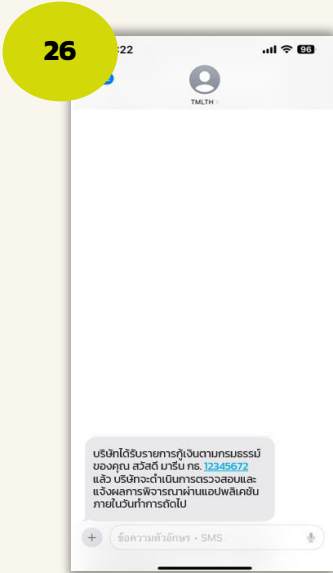 26
:22
96
TMLTH
บริษัทได้รับรายการกู้เงินตามกรมธรรม์
ของคุณ สวัสดี มารีน กธ. 12345672
แล้ว บริษัทจะดำเนินการตรวจสอบและ
แจ้งผลการพิจารณาผ่านแอปพลิเคชัน
ภายในวันทำการถัดไป
ข้อความตัวอักษร • SMS